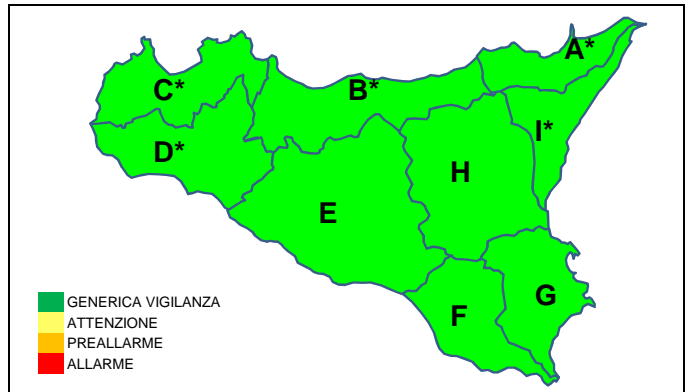 A*
C*
B*
I*
D*
H
E
G
F
GENERICA VIGILANZA
ATTENZIONE
PREALLARME
ALLARME